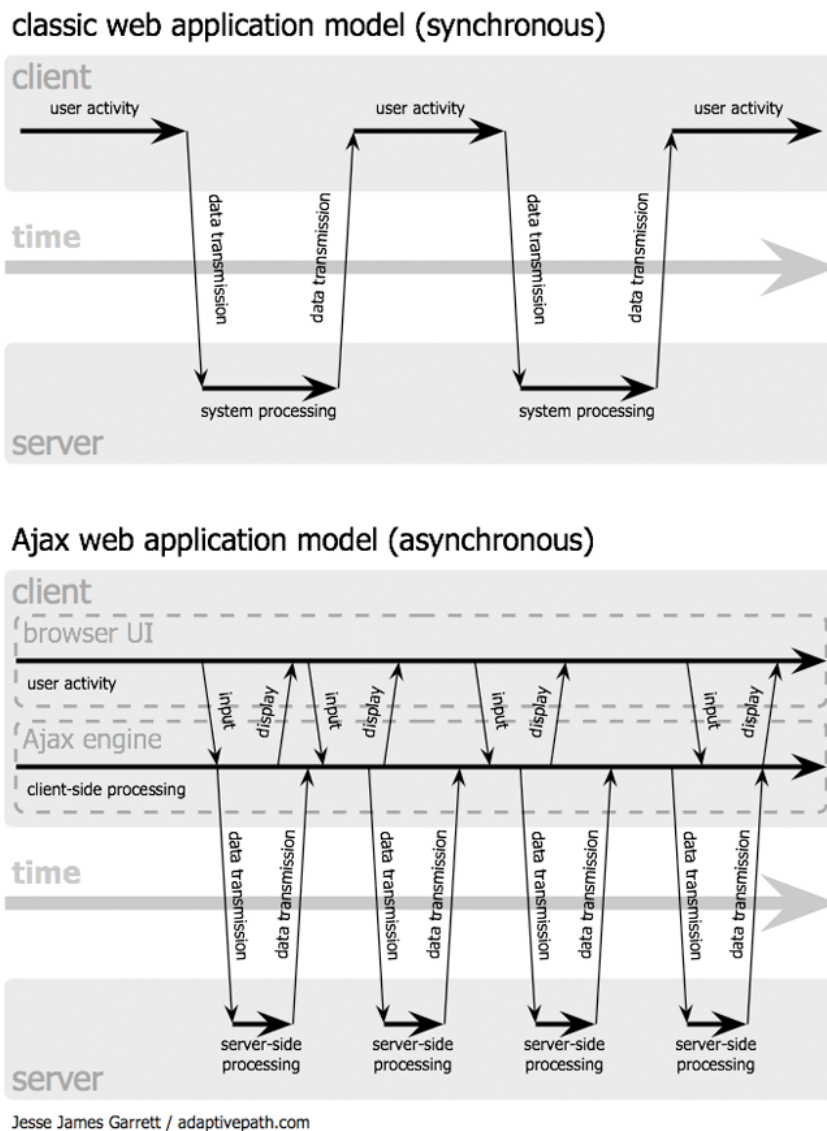 classic web application model (synchronous)
client
user activity
user activity
user activity
data transmission
data transmission
data transmission
data transmission
time
system processing
system processing
server
Ajax web application model (asynchronous)
client
browser UI
user activity
input
display
input
display
input
display
input
display
Ajax engine
client-side processing
data transmission
data transmission
data transmission
data transmission
data transmission
data transmission
data transmission
data transmission
time
server-side
processing
server-side
processing
server-side
processing
server-side
processing
server
Jesse James Garrett / adaptivepath.com